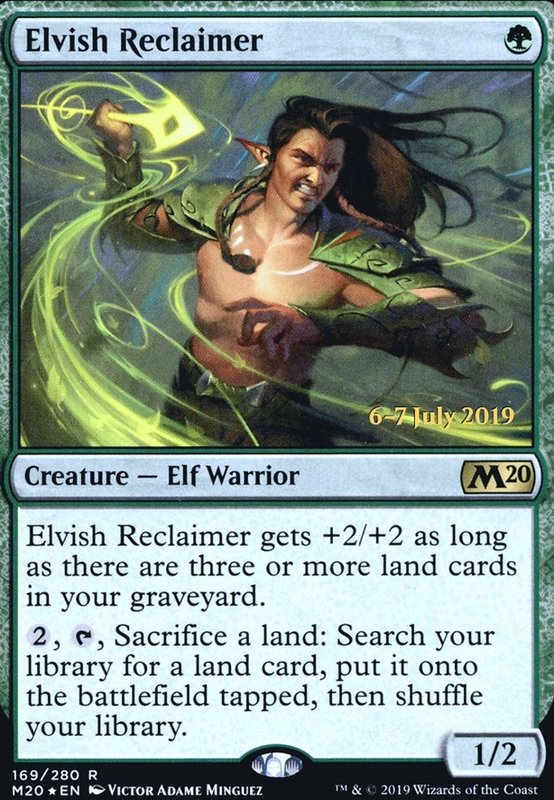 Elvish Reclaimer
6–7 July 2019
Creature — Elf Warrior
M20
Elvish Reclaimer gets +2/+2 as long
as there are three or more land cards
in your graveyard.
2, , Sacrifice a land: Search your
library for a land card, put it onto
the battlefield tapped, then shuffle
your library.
1/2
169/280 R
M20 ★ EN Victor Adame Minguez
™ & © 2019 Wizards of the Coast